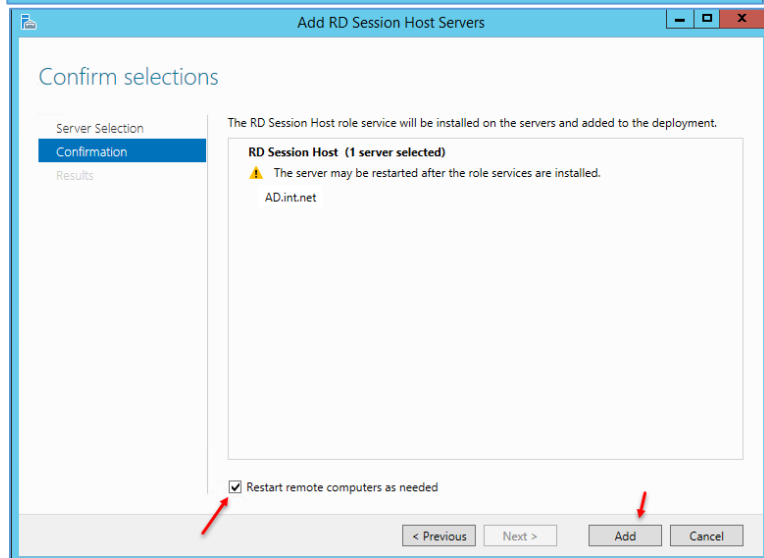 Add RD Session Host Servers
Confirm selections
Server Selection
Confirmation
Results
The RD Session Host role service will be installed on the servers and added to the deployment.
RD Session Host (1 server selected)
The server may be restarted after the role services are installed.
AD.int.net
Restart remote computers as needed
< Previous
Next >
Add
Cancel